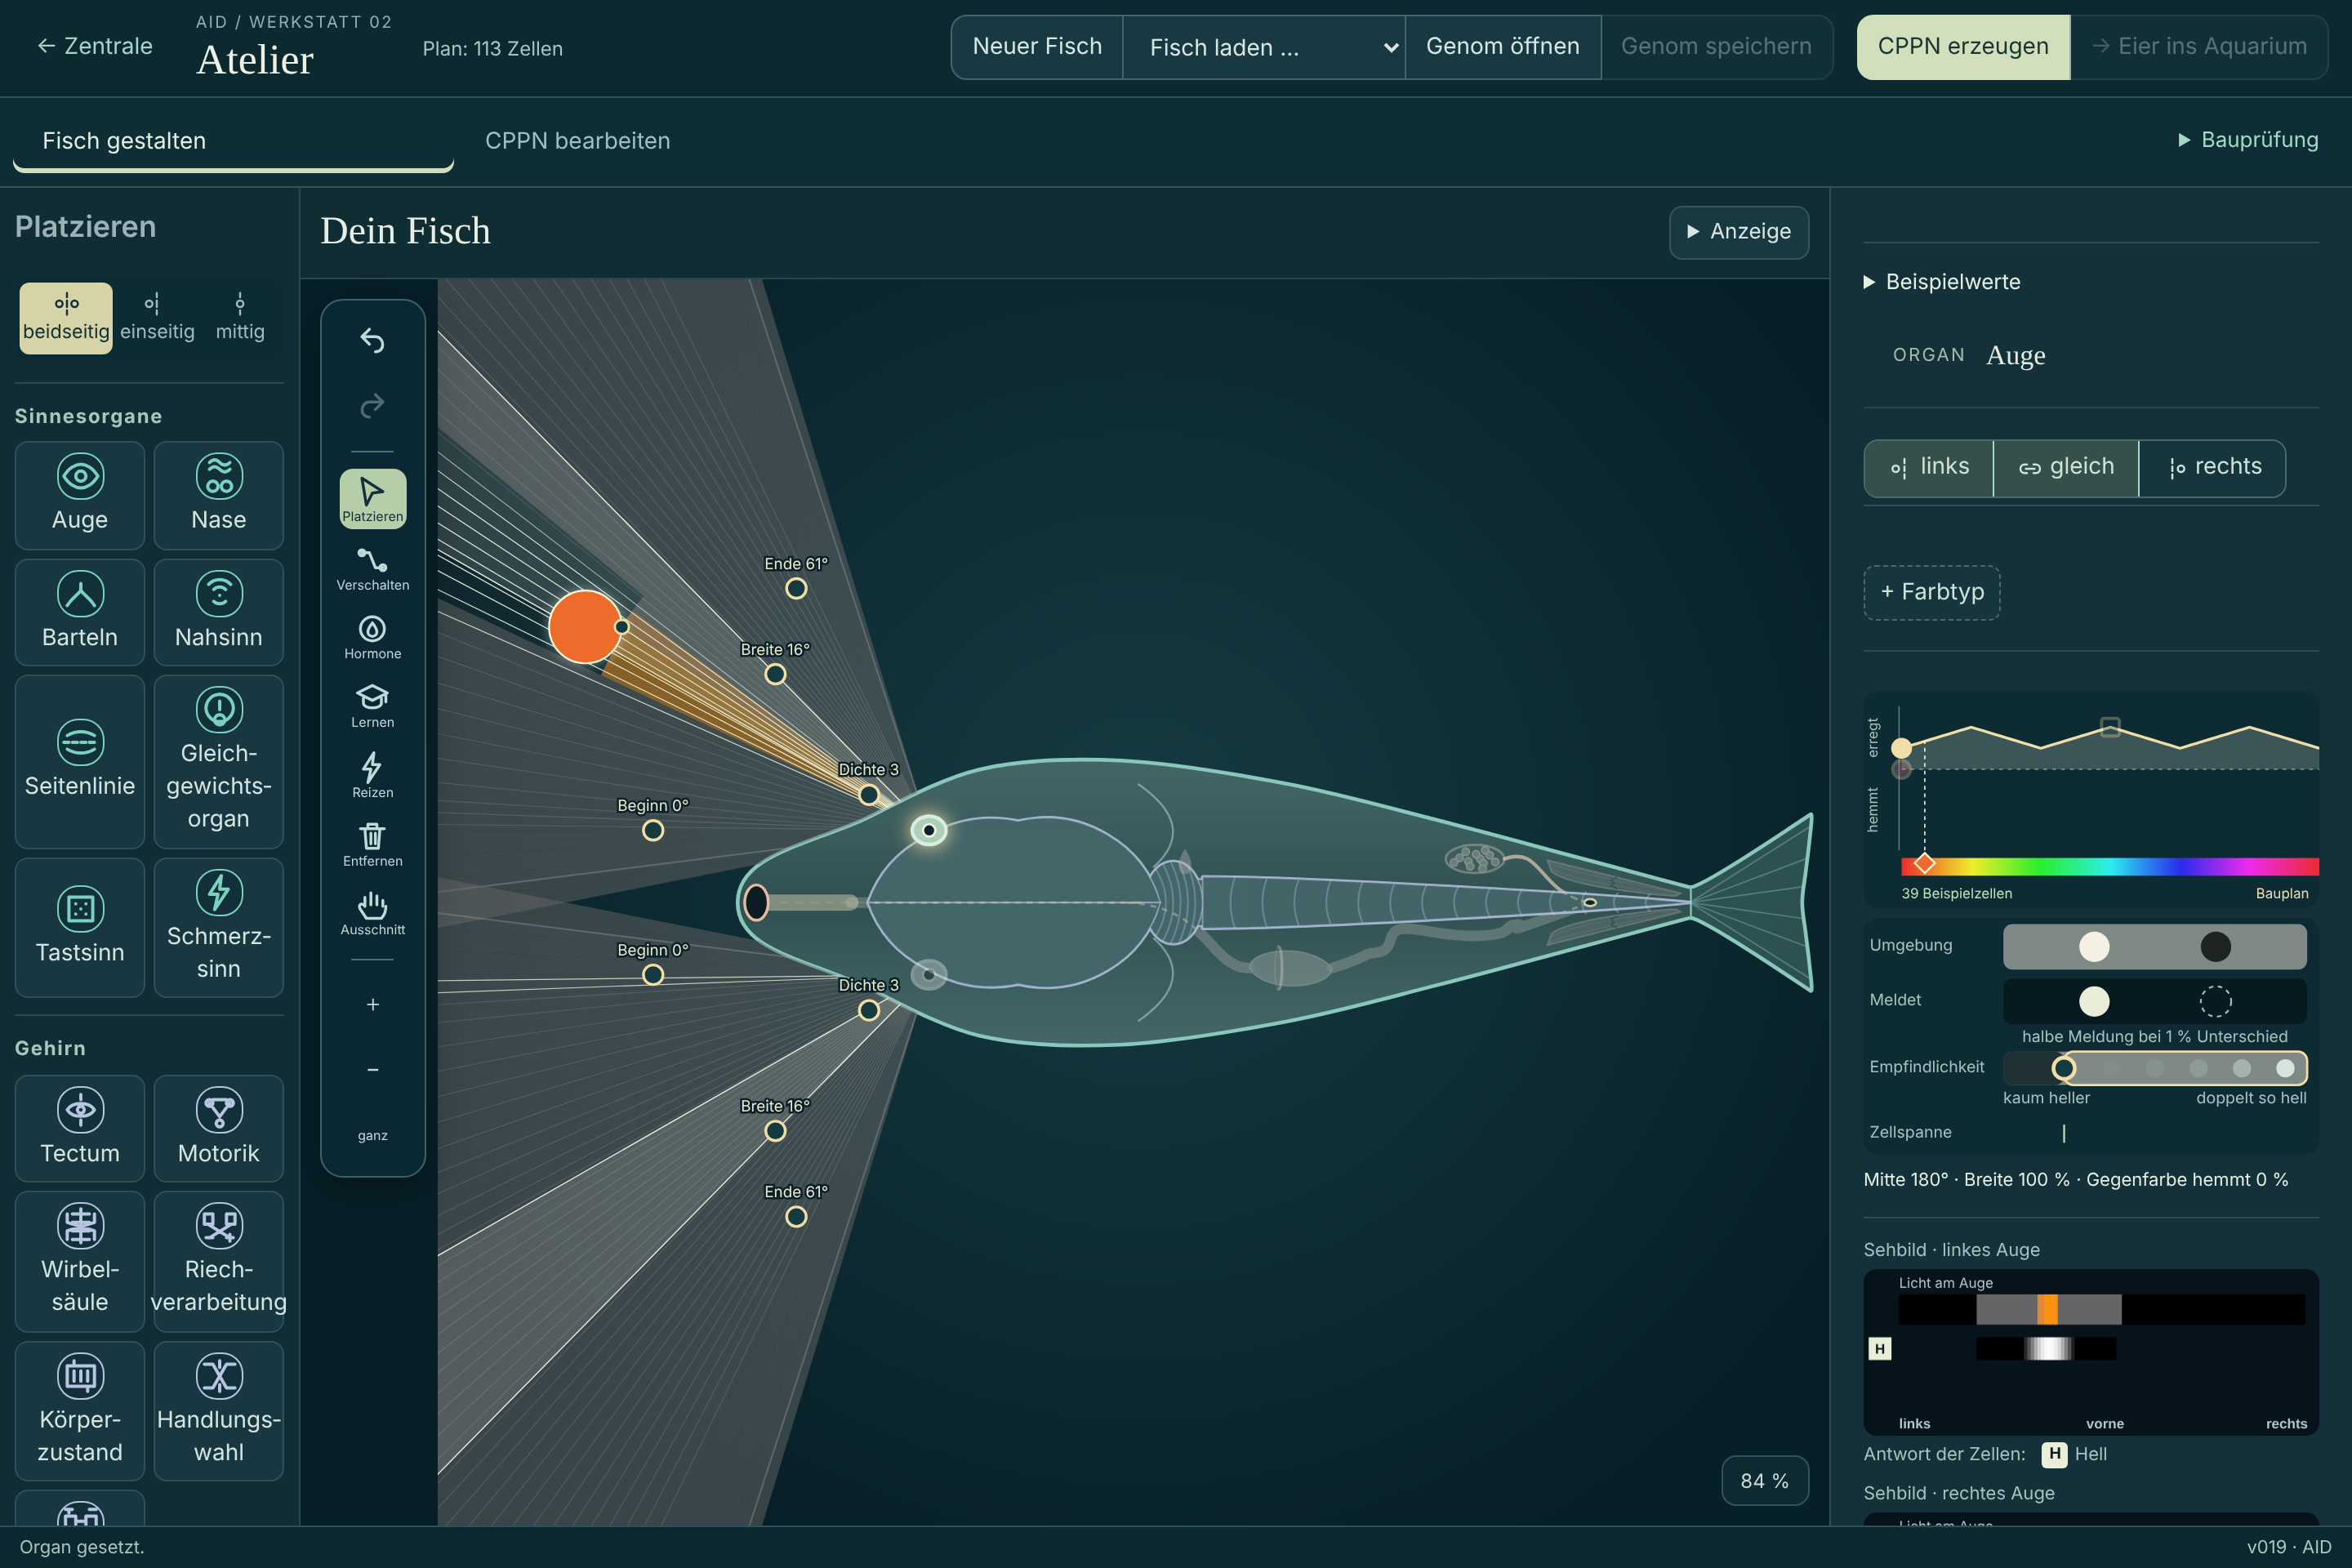 ← Zentrale
AID / WERKSTATT 02
Atelier
Plan: 113 Zellen
Neuer Fisch
Fisch laden ...
Genom öffnen
Genom speichern
CPPN erzeugen
→ Eier ins Aquarium
Fisch gestalten
CPPN bearbeiten
Bauprüfung
Platzieren
beidseitig
einseitig
mittig
Sinnesorgane
Auge
Nase
Barteln
Nahsinn
Seitenlinie
Gleich-
gewichts-
organ
Tastsinn
Schmerz-
sinn
Gehirn
Tectum
Motorik
Wirbel-
säule
Riech-
verarbeitung
Körper-
zustand
Handlungs-
wahl
Dein Fisch
Anzeige
Platzieren
Verschalten
Hormone
Lernen
Reizen
Entfernen
Ausschnitt
+
−
ganz
Ende 61°
Breite 16°
Dichte 3
Beginn 0°
Beginn 0°
Dichte 3
Breite 16°
Ende 61°
84 %
Beispielwerte
ORGAN Auge
links
gleich
rechts
+ Farbtyp
erregt
hemmt
39 Beispielzellen
Bauplan
Umgebung
Meldet
halbe Meldung bei 1 % Unterschied
Empfindlichkeit
kaum heller
doppelt so hell
Zellspanne
Mitte 180° · Breite 100 % · Gegenfarbe hemmt 0 %
Sehbild · linkes Auge
Licht am Auge
H
links
vorne
rechts
Antwort der Zellen: H Hell
Sehbild · rechtes Auge
Licht am Auge
Organ gesetzt.
v019 · AID